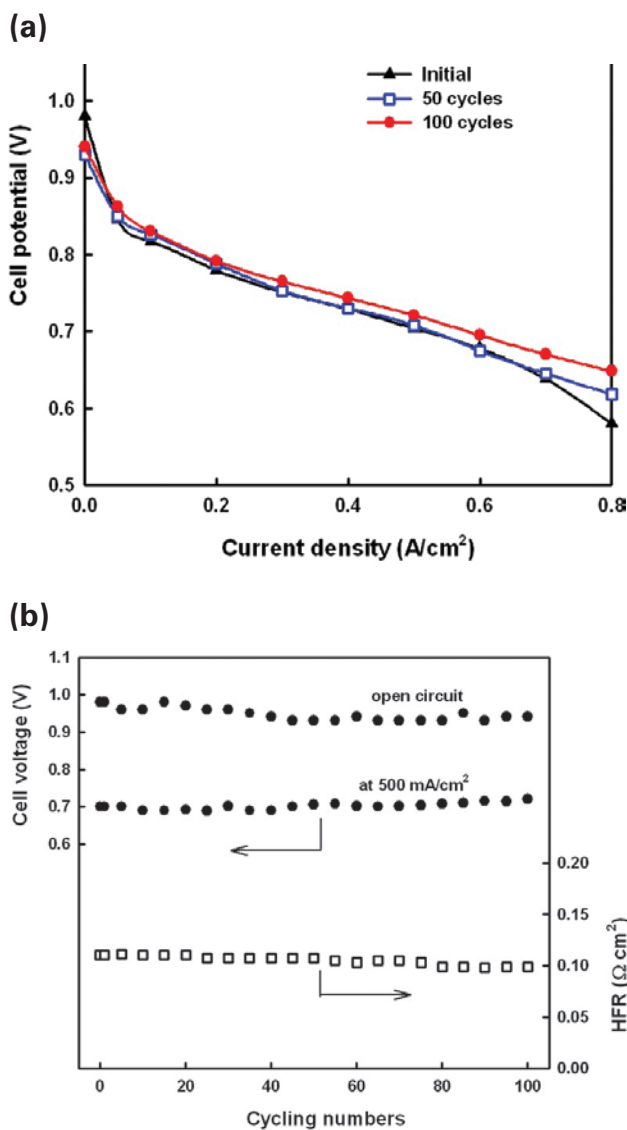 (a)
Initial
50 cycles
100 cycles
1.0
0.9
0.8
0.7
0.6
0.5
Cell potential (V)
0.0 0.2 0.4 0.6 0.8
Current density (A/cm²)
(b)
1.1
1.0
0.9
0.8
0.7
0.6
Cell voltage (V)
open circuit
at 500 mA/cm²
0.20
0.15
0.10
0.05
0.00
HFR (Ω cm²)
0 20 40 60 80 100
Cycling numbers